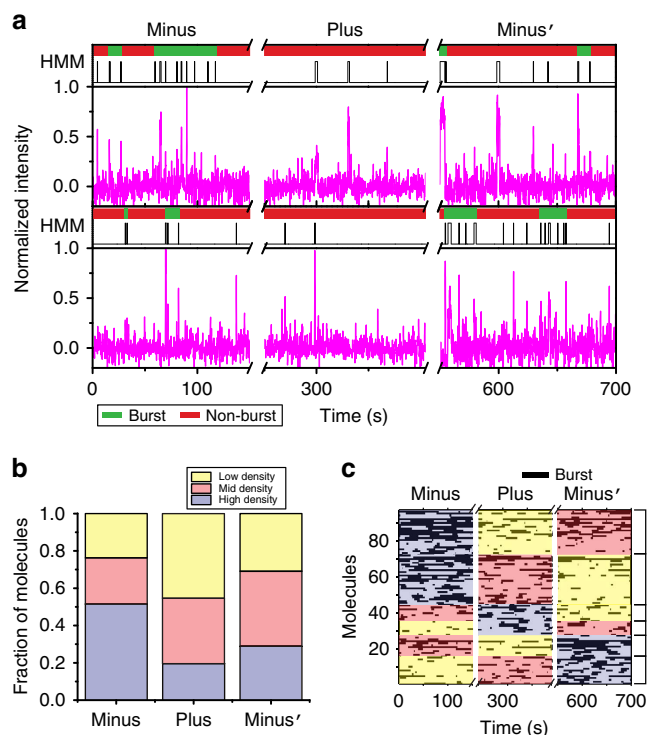 a
Minus Plus Minus′
HMM
1.0
0.5
0.0
HMM
1.0
0.5
0.0
Normalized intensity
0 100 300 600 700
Time (s)
Burst Non-burst
b
Low density
Mid density
High density
1.0
0.8
0.6
0.4
0.2
0.0
Fraction of molecules
Minus Plus Minus′
c
Burst
Minus Plus Minus′
80
60
40
20
Molecules
0 100 300 600 700
Time (s)